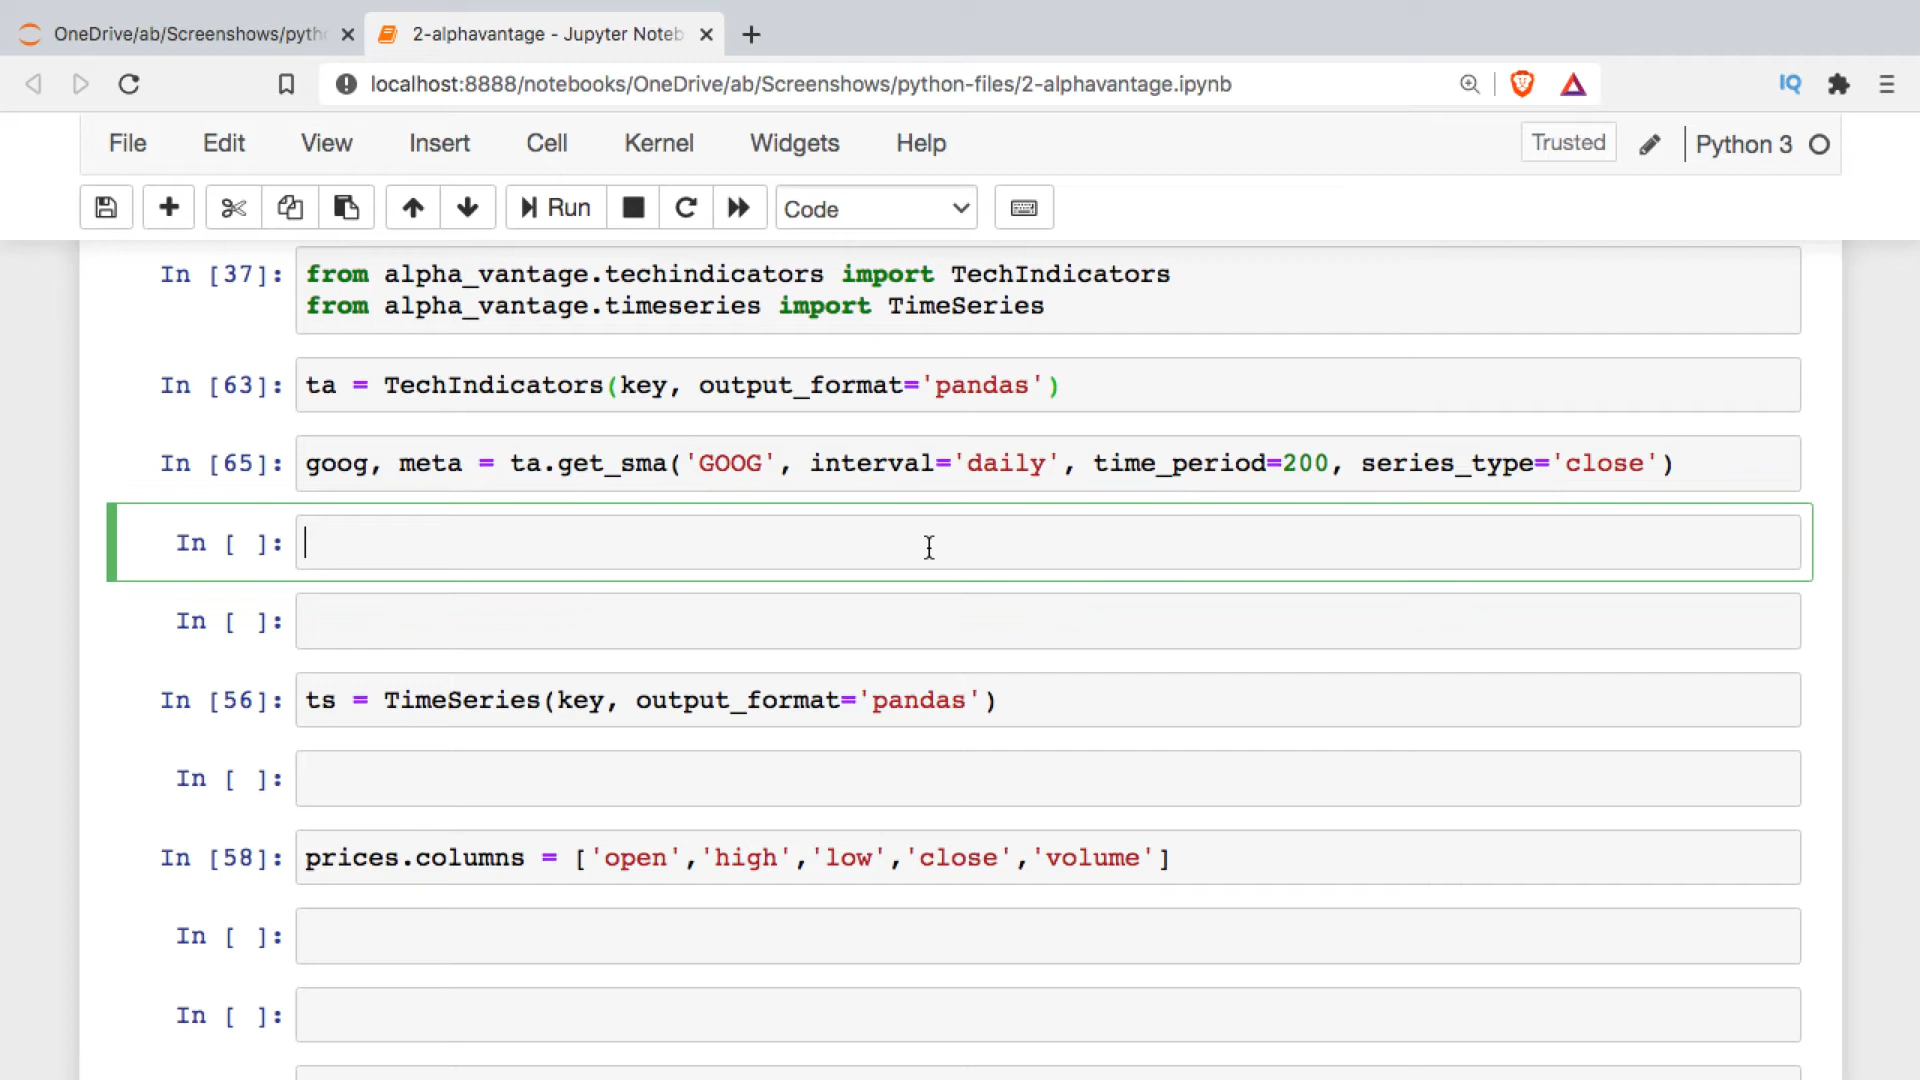 OneDrive/ab/Screenshows/pyth
2-alphavantage - Jupyter Noteb
localhost:8888/notebooks/OneDrive/ab/Screenshows/python-files/2-alphavantage.ipynb
IQ
File Edit View Insert Cell Kernel Widgets Help Trusted Python 3
Run Code
In [37]: from alpha_vantage.techindicators import TechIndicators
from alpha_vantage.timeseries import TimeSeries
In [63]: ta = TechIndicators(key, output_format='pandas')
In [65]: goog, meta = ta.get_sma('GOOG', interval='daily', time_period=200, series_type='close')
In [ ]:
In [ ]:
In [56]: ts = TimeSeries(key, output_format='pandas')
In [ ]:
In [58]: prices.columns = ['open','high','low','close','volume']
In [ ]:
In [ ]: